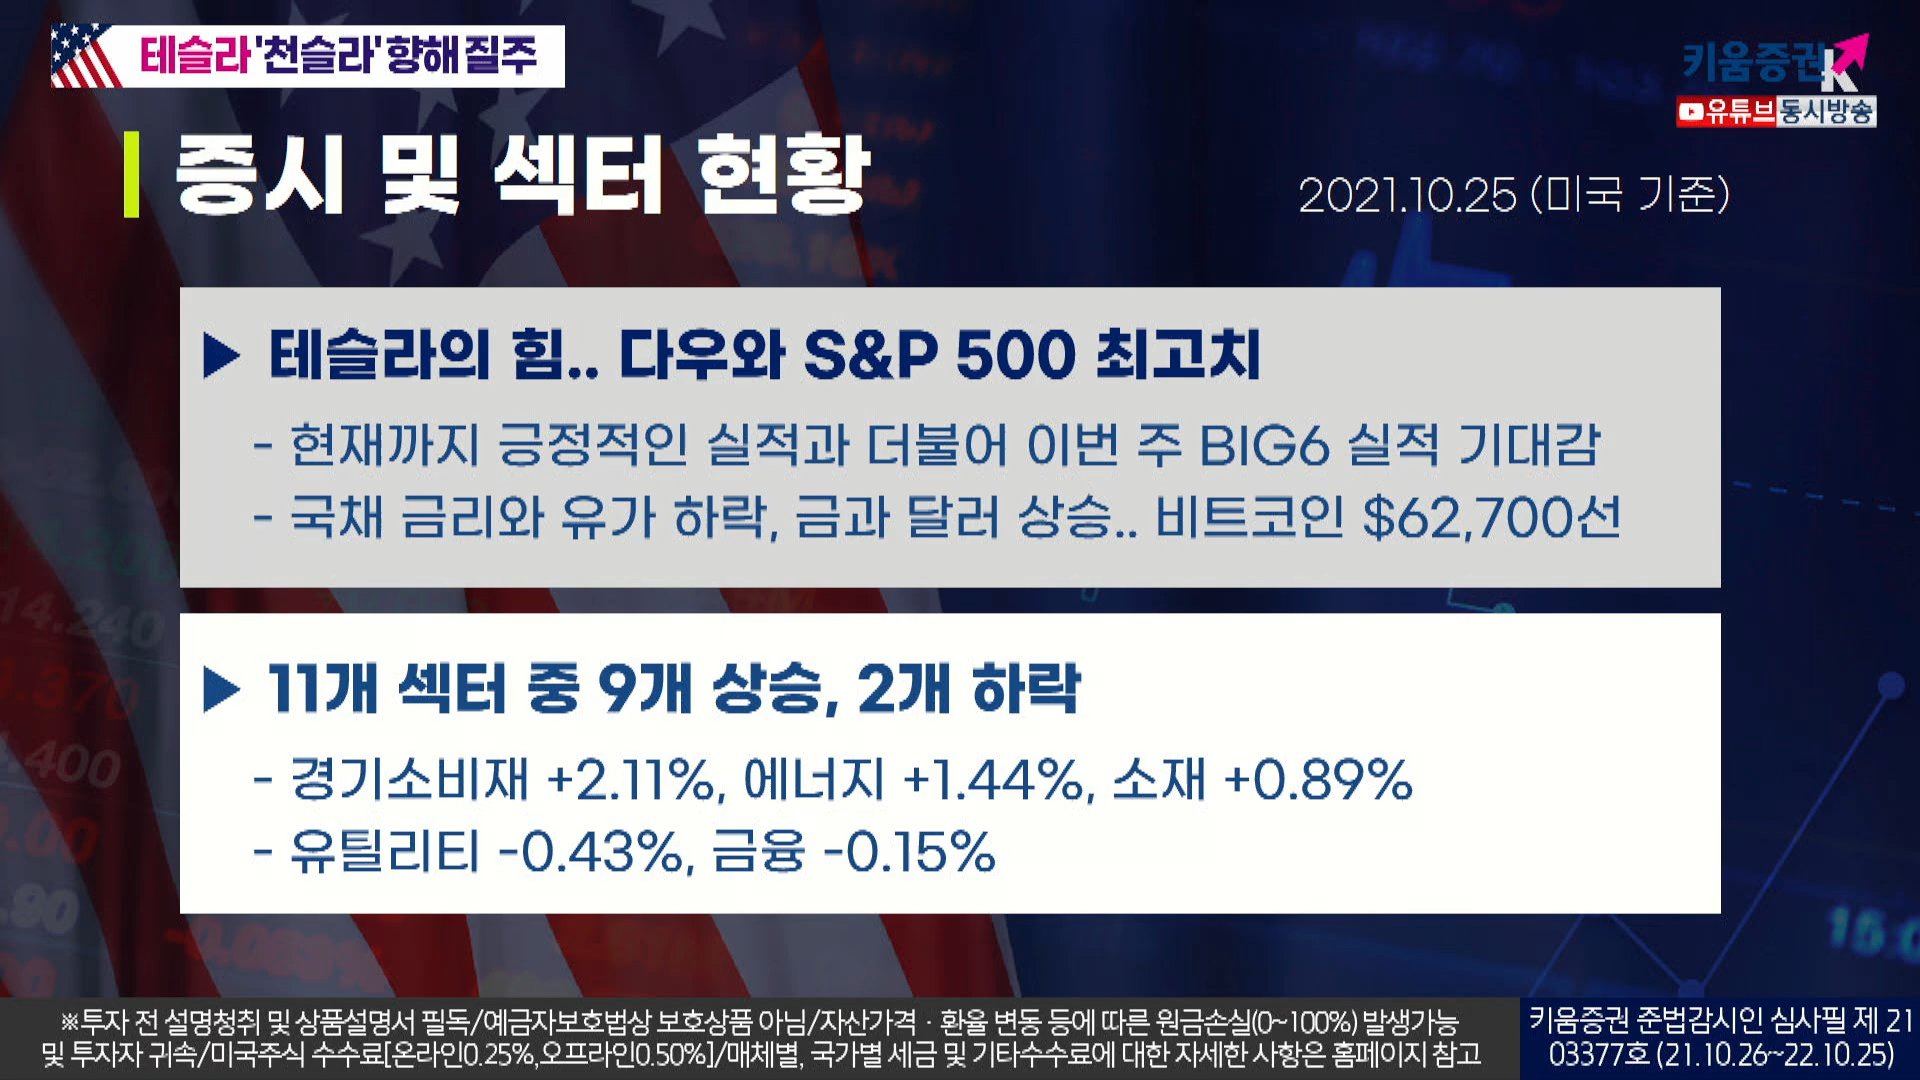 테슬라 '천슬라' 향해 질주
키움증권K
유튜브 동시방송
증시 및 섹터 현황
2021.10.25 (미국 기준)
▶ 테슬라의 힘.. 다우와 S&P 500 최고치
- 현재까지 긍정적인 실적과 더불어 이번 주 BIG6 실적 기대감
- 국채 금리와 유가 하락, 금과 달러 상승.. 비트코인 $62,700선
▶ 11개 섹터 중 9개 상승, 2개 하락
- 경기소비재 +2.11%, 에너지 +1.44%, 소재 +0.89%
- 유틸리티 -0.43%, 금융 -0.15%
14.240
.370
.400
.90
※투자 전 설명청취 및 상품설명서 필독/예금자보호법상 보호상품 아님/자산가격 · 환율 변동 등에 따른 원금손실(0~100%) 발생가능
및 투자자 귀속/미국주식 수수료[온라인0.25%,오프라인0.50%]/매체별, 국가별 세금 및 기타수수료에 대한 자세한 사항은 홈페이지 참고
키움증권 준법감시인 심사필 제 21
03377호 (21.10.26~22.10.25)